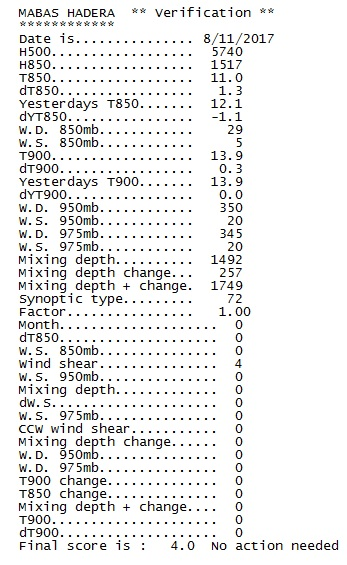 MABAS HADERA  ** Verification **
************
Date is................ 8/11/2017
H500................... 5740
H850................... 1517
T850................... 11.0
dT850.................. 1.3
Yesterdays T850....... 12.1
dYT850................. -1.1
W.D. 850mb............. 29
W.S. 850mb............. 5
T900................... 13.9
dT900.................. 0.3
Yesterdays T900....... 13.9
dYT900................. 0.0
W.D. 950mb............. 350
W.S. 950mb............. 20
W.D. 975mb............. 345
W.S. 975mb............. 20
Mixing depth........... 1492
Mixing depth change... 257
Mixing depth + change. 1749
Synoptic type......... 72
Factor................. 1.00
Month.................. 0
dT850.................. 0
W.S. 850mb............. 0
Wind shear............. 4
W.S. 950mb............. 0
Mixing depth........... 0
dW.S................... 0
W.S. 975mb............. 0
CCW wind shear......... 0
Mixing depth change...... 0
W.D. 950mb............. 0
W.D. 975mb............. 0
T900 change............ 0
T850 change............ 0
Mixing depth + change.... 0
T900................... 0
dT900.................. 0
Final score is :   4.0  No action needed